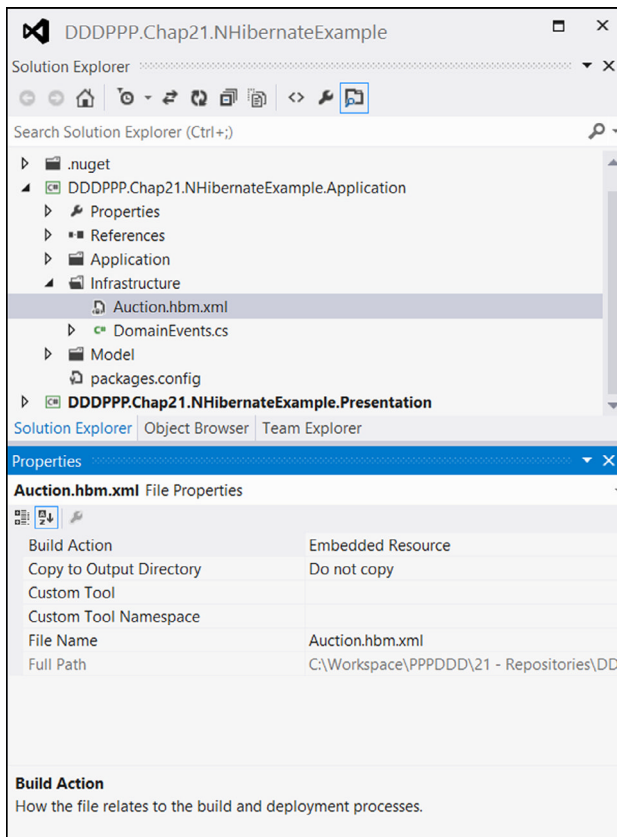 DDDPPP.Chap21.NHibernateExample
Solution Explorer
Search Solution Explorer (Ctrl+;)
.nuget
DDDPPP.Chap21.NHibernateExample.Application
Properties
References
Application
Infrastructure
Auction.hbm.xml
DomainEvents.cs
Model
packages.config
DDDPPP.Chap21.NHibernateExample.Presentation
Solution Explorer Object Browser Team Explorer
Properties
Auction.hbm.xml File Properties
Build Action Embedded Resource
Copy to Output Directory Do not copy
Custom Tool
Custom Tool Namespace
File Name Auction.hbm.xml
Full Path C:\Workspace\PPPDDD\21 - Repositories\DD
Build Action
How the file relates to the build and deployment processes.